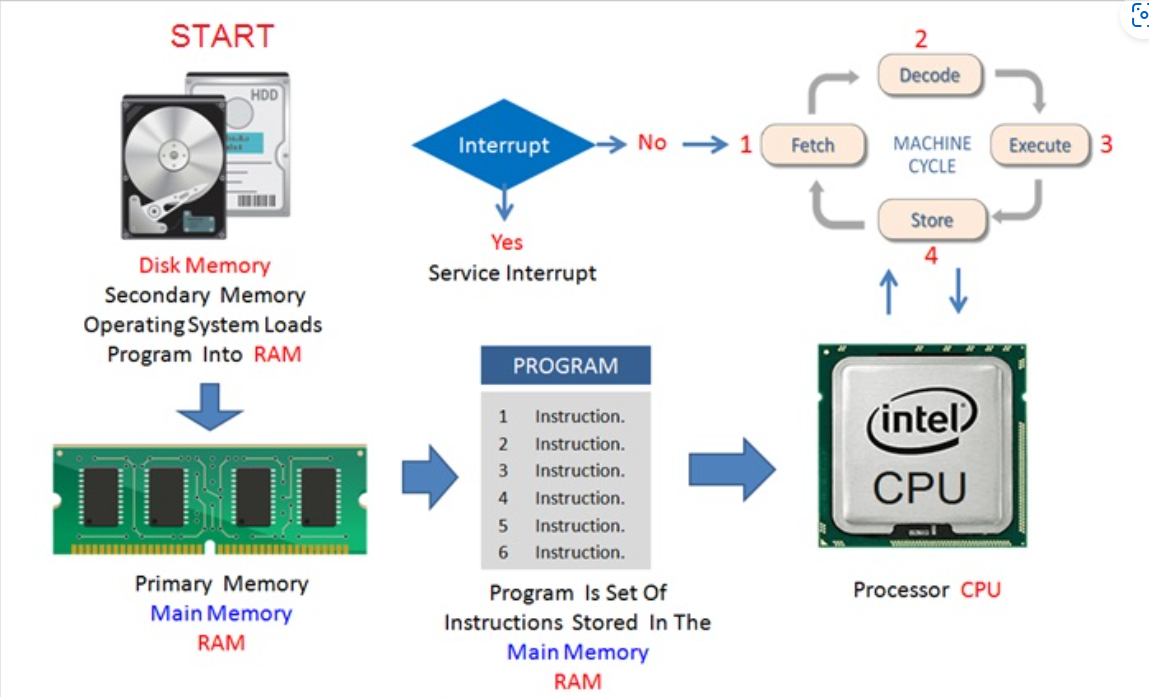 START
HDD
Disk Memory
Secondary Memory
Operating System Loads
Program Into RAM
Primary Memory
Main Memory
RAM
Interrupt
No
Yes
Service Interrupt
PROGRAM
1 Instruction.
2 Instruction.
3 Instruction.
4 Instruction.
5 Instruction.
6 Instruction.
Program Is Set Of
Instructions Stored In The
Main Memory
RAM
2
Decode
1 Fetch
MACHINE
CYCLE
Execute 3
Store
4
intel
CPU
Processor CPU